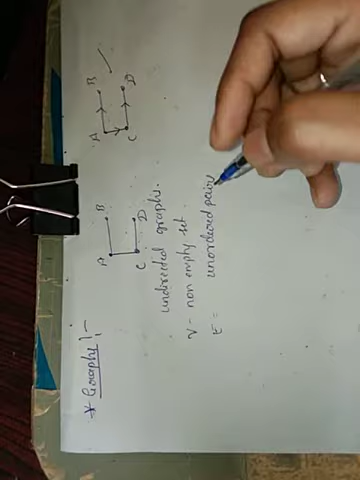 * Graphs :-
A B C D
A B C D
undirected graphs.
V - non empty set.
E = unordered pairs